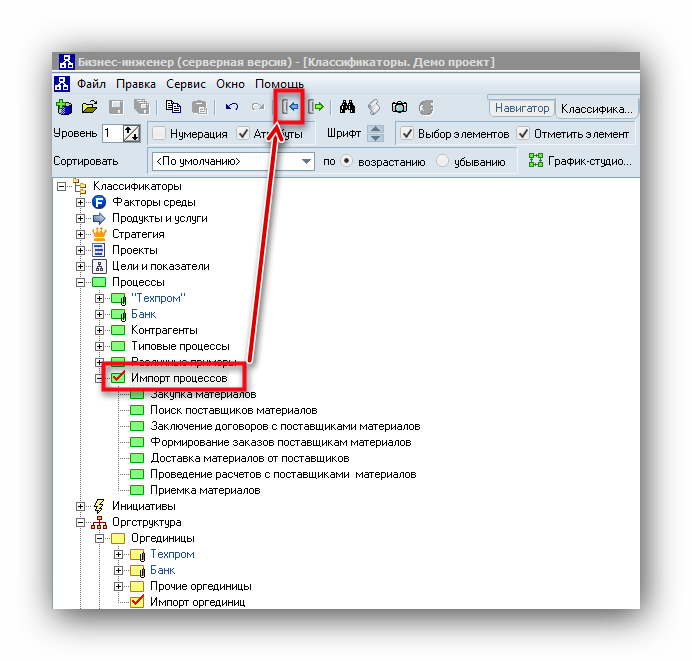 Бизнес-инженер (серверная версия) - [Классификаторы. Демо проект]
Файл Правка Сервис Окно Помощь
Навигатор Классифика...
Уровень 1 Нумерация Атрибуты Шрифт Выбор элементов Отметить элемент
Сортировать <По умолчанию> по возрастанию убыванию График-студио...
Классификаторы
Факторы среды
Продукты и услуги
Стратегия
Проекты
Цели и показатели
Процессы
"Техпром"
Банк
Контрагенты
Типовые процессы
Различные примеры
Импорт процессов
Закупка материалов
Поиск поставщиков материалов
Заключение договоров с поставщиками материалов
Формирование заказов поставщикам материалов
Доставка материалов от поставщиков
Проведение расчетов с поставщиками материалов
Приемка материалов
Инициативы
Оргструктура
Оргединицы
Техпром
Банк
Прочие оргединицы
Импорт оргединиц